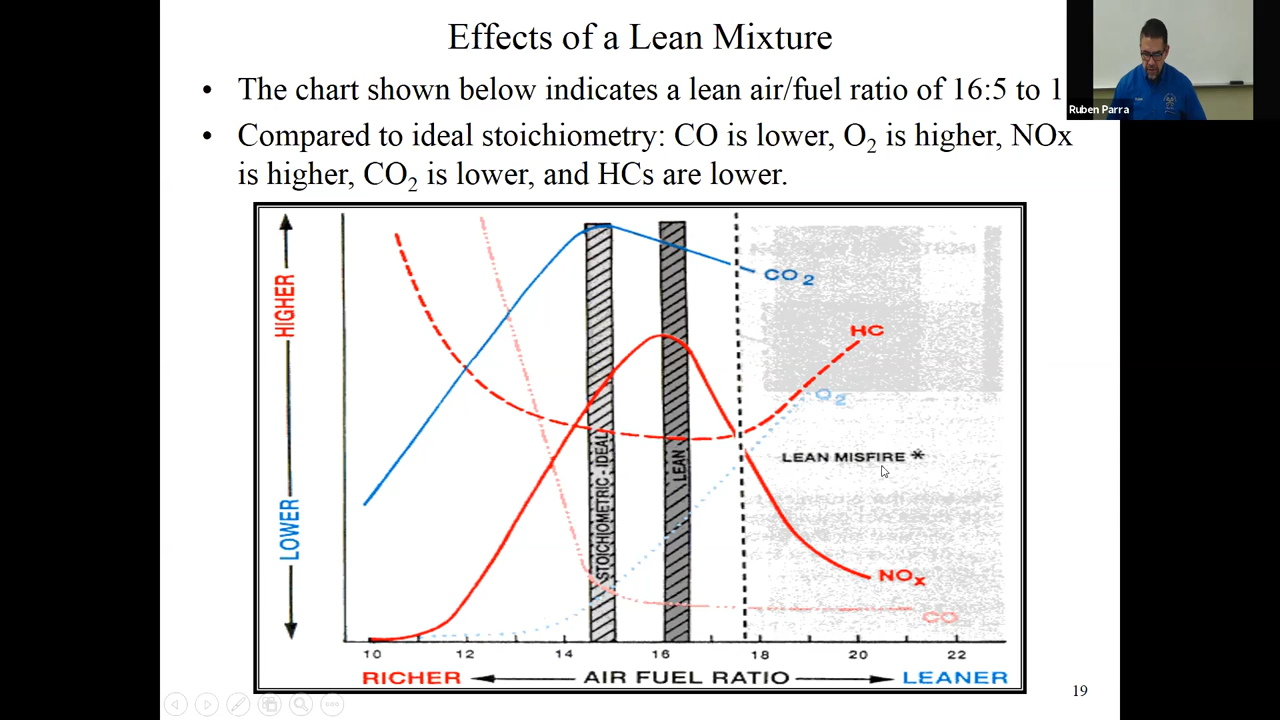 Effects of a Lean Mixture
• The chart shown below indicates a lean air/fuel ratio of 16:5 to 1
Ruben Parra
• Compared to ideal stoichiometry: CO is lower, O2 is higher, NOx
is higher, CO2 is lower, and HCs are lower.
HIGHER
LOWER
STOICHIOMETRIC - IDEAL
LEAN
CO2
HC
O2
LEAN MISFIRE *
NOx
CO
10 12 14 16 18 20 22
RICHER AIR FUEL RATIO LEANER
19